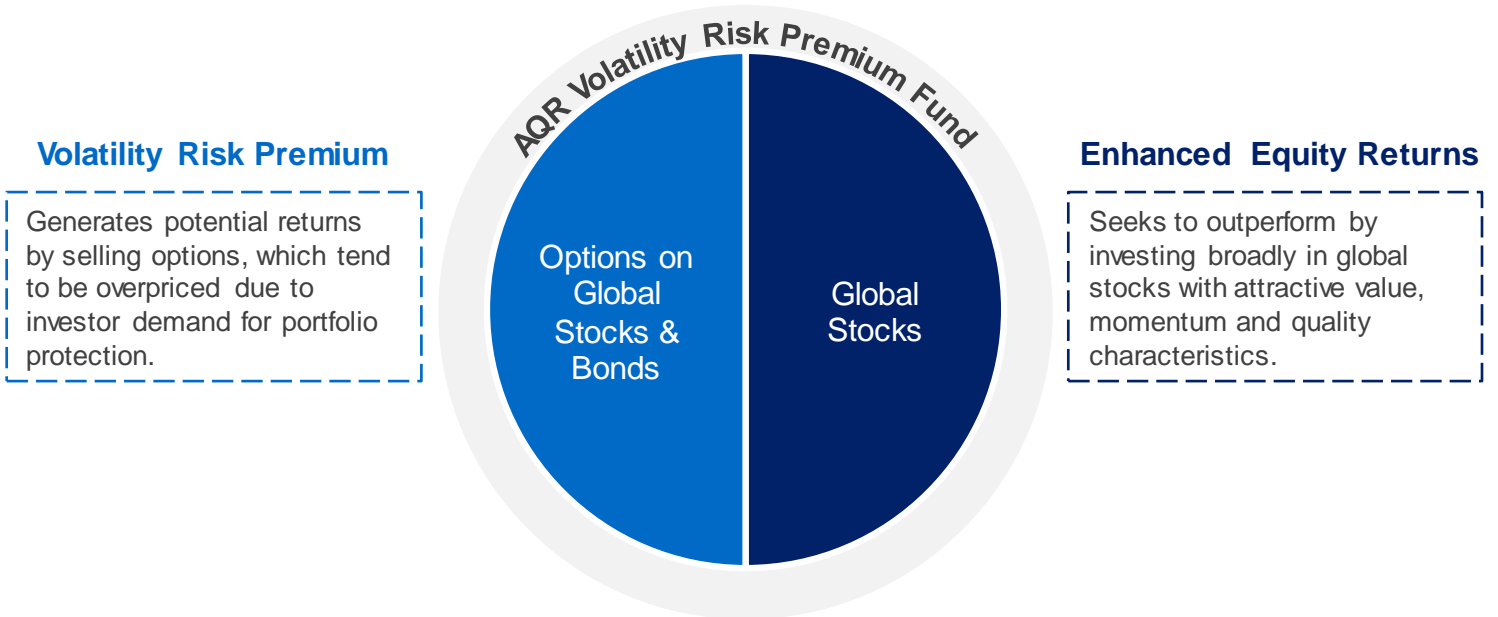 AQR Volatility Risk Premium Fund
Volatility Risk Premium
Generates potential returns
by selling options, which tend
to be overpriced due to
investor demand for portfolio
protection.
Options on
Global
Stocks &
Bonds
Global
Stocks
Enhanced Equity Returns
Seeks to outperform by
investing broadly in global
stocks with attractive value,
momentum and quality
characteristics.